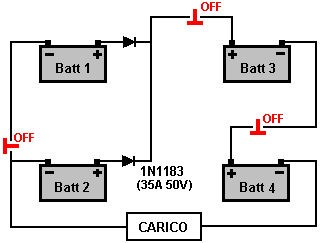 OFF
Batt 1
Batt 3
OFF
OFF
1N1183
(35A 50V)
Batt 2
Batt 4
CARICO